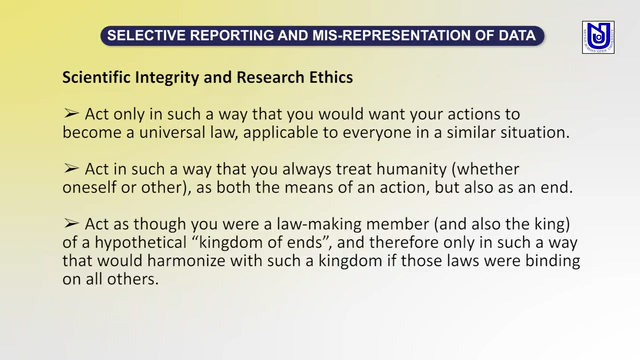 SELECTIVE REPORTING AND MIS-REPRESENTATION OF DATA
Scientific Integrity and Research Ethics
➢ Act only in such a way that you would want your actions to
become a universal law, applicable to everyone in a similar situation.
➢ Act in such a way that you always treat humanity (whether
oneself or other), as both the means of an action, but also as an end.
➢ Act as though you were a law-making member (and also the king)
of a hypothetical “kingdom of ends”, and therefore only in such a way
that would harmonize with such a kingdom if those laws were binding
on all others.